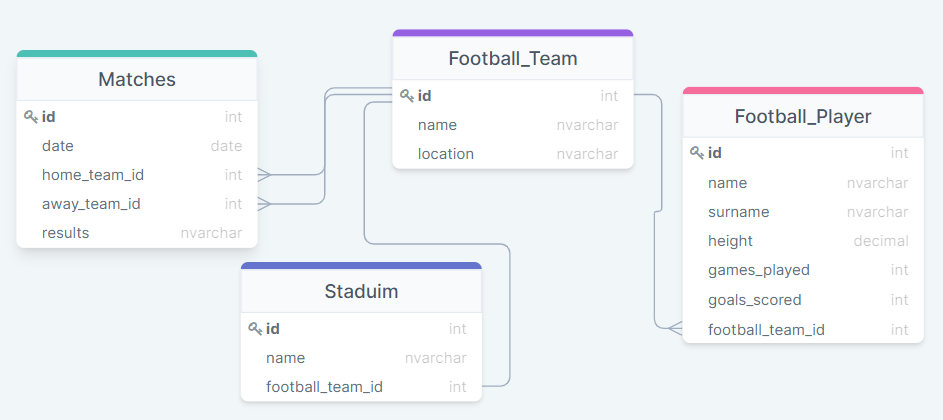 Matches
id int
date date
home_team_id int
away_team_id int
results nvarchar
Football_Team
id int
name nvarchar
location nvarchar
Football_Player
id int
name nvarchar
surname nvarchar
height decimal
games_played int
goals_scored int
football_team_id int
Staduim
id int
name nvarchar
football_team_id int